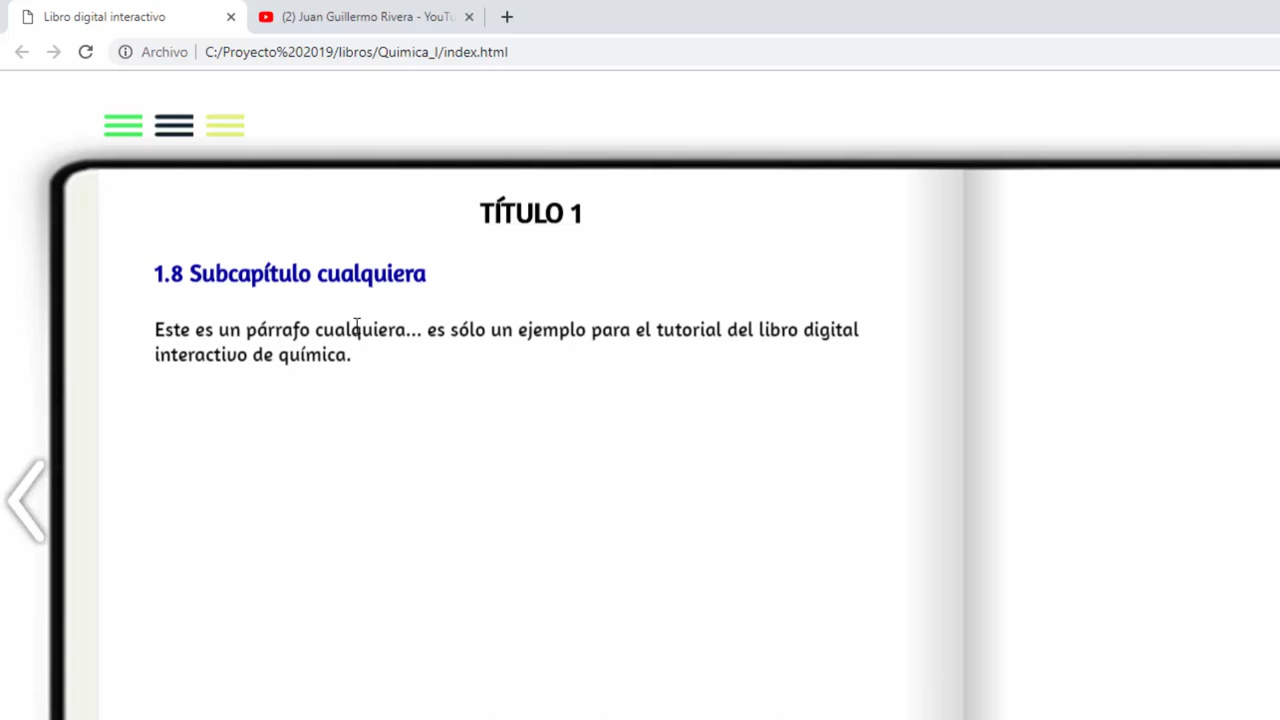 Libro digital interactivo
(2) Juan Guillermo Rivera - YouTu
Archivo
C:/Proyecto%202019/libros/Quimica_I/index.html
TÍTULO 1
1.8 Subcapítulo cualquiera
Este es un párrafo cualquiera... es sólo un ejemplo para el tutorial del libro digital
interactivo de química.